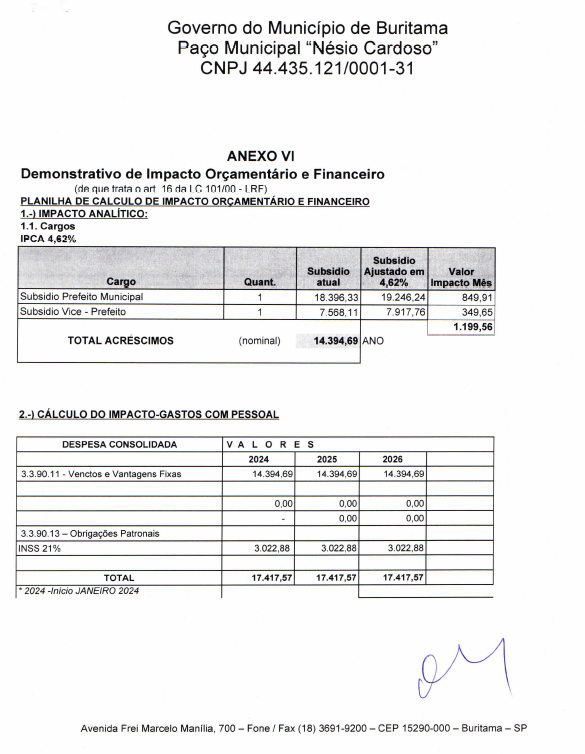 Governo do Município de Buritama
Paço Municipal “Nésio Cardoso”
CNPJ 44.435.121/0001-31
ANEXO VI
Demonstrativo de Impacto Orçamentário e Financeiro
(de que trata o art. 16 da LC 101/00 - LRF)
PLANILHA DE CALCULO DE IMPACTO ORÇAMENTÁRIO E FINANCEIRO
1.-) IMPACTO ANALÍTICO:
1.1. Cargos
IPCA 4,62%
Cargo Quant. Subsidio atual Subsidio Ajustado em 4,62% Valor Impacto Mês
Subsidio Prefeito Municipal 1 18.396,33 19.246,24 849,91
Subsidio Vice - Prefeito 1 7.568,11 7.917,76 349,65
1.199,56
TOTAL ACRÉSCIMOS (nominal) 14.394,69 ANO
2.-) CÁLCULO DO IMPACTO-GASTOS COM PESSOAL
DESPESA CONSOLIDADA V A L O R E S
2024 2025 2026
3.3.90.11 - Venctos e Vantagens Fixas 14.394,69 14.394,69 14.394,69
0,00 0,00 0,00
- 0,00 0,00
3.3.90.13 – Obrigações Patronais
INSS 21% 3.022,88 3.022,88 3.022,88
TOTAL 17.417,57 17.417,57 17.417,57
* 2024 -Início JANEIRO 2024
Avenida Frei Marcelo Manília, 700 – Fone / Fax (18) 3691-9200 – CEP 15290-000 – Buritama – SP